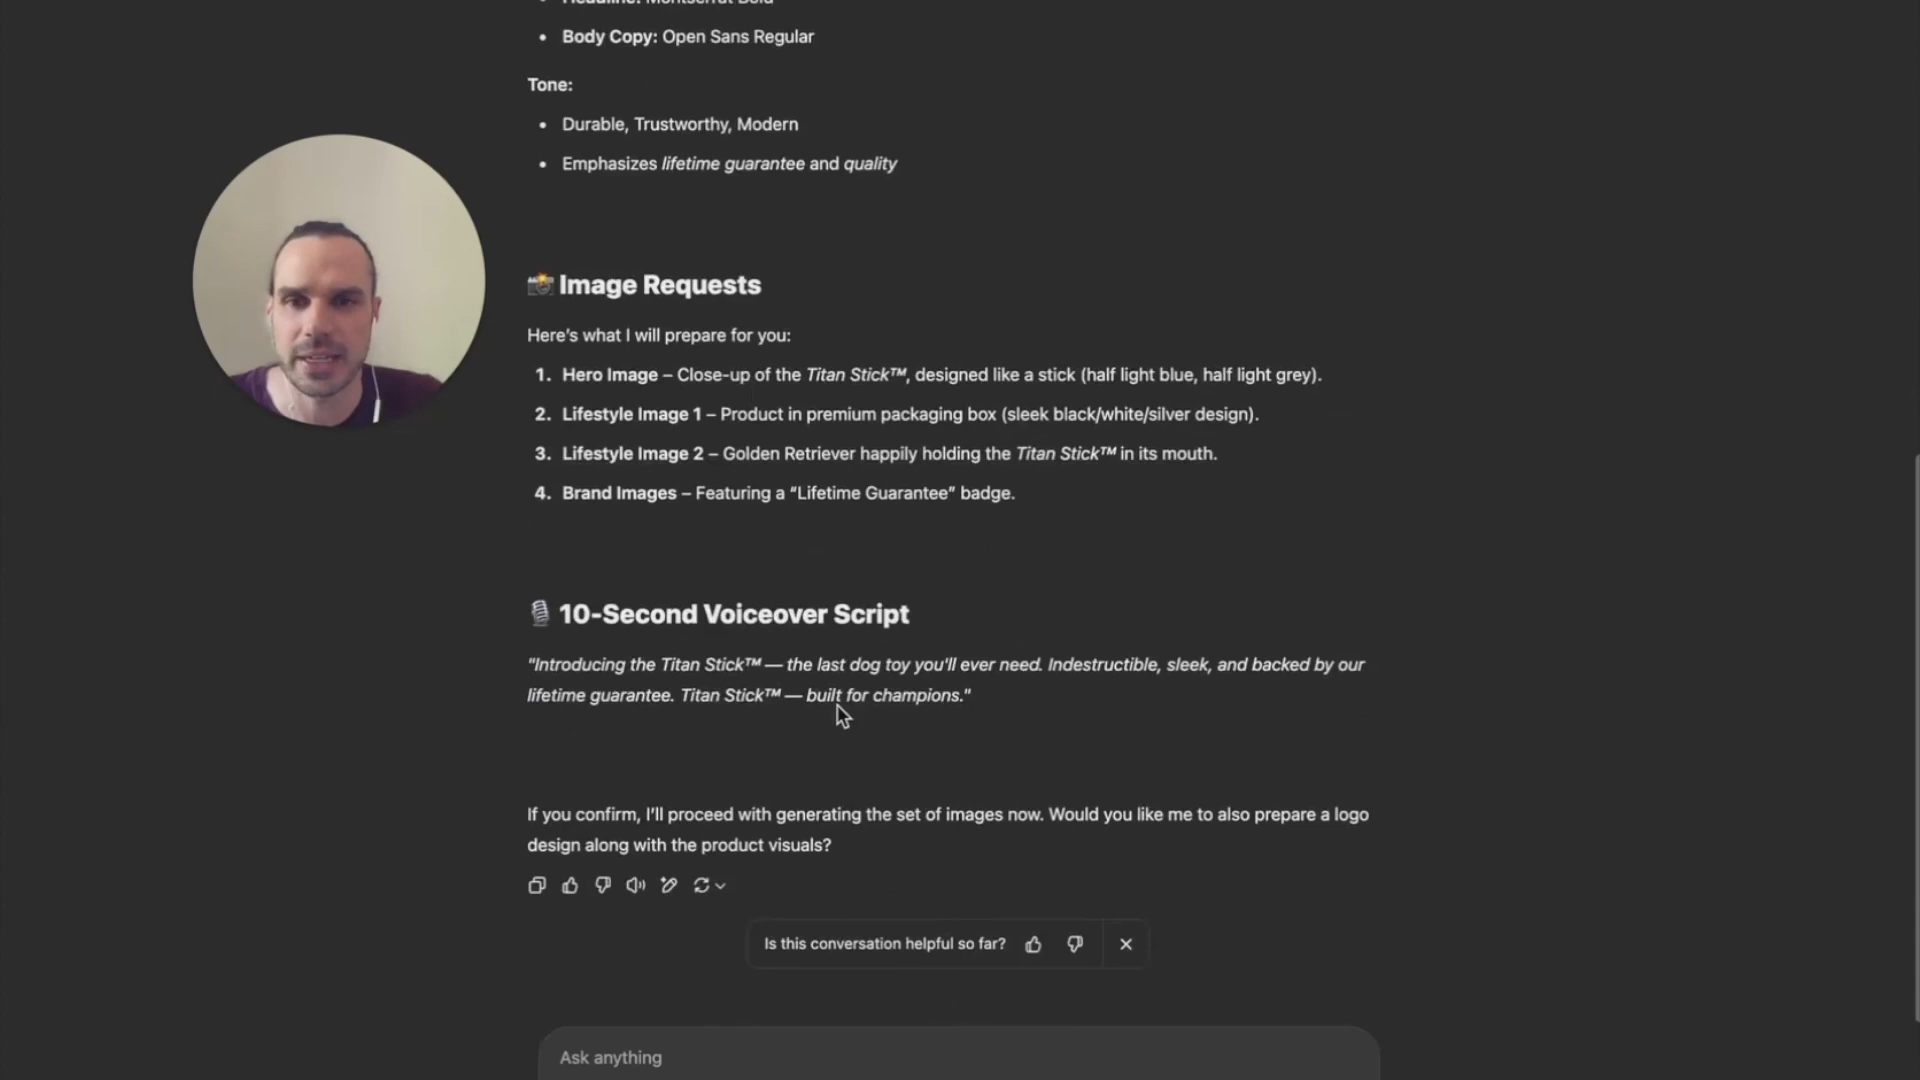 Headline: Montserrat Bold
• Body Copy: Open Sans Regular
Tone:
• Durable, Trustworthy, Modern
• Emphasizes lifetime guarantee and quality
Image Requests
Here's what I will prepare for you:
1. Hero Image – Close-up of the Titan Stick™, designed like a stick (half light blue, half light grey).
2. Lifestyle Image 1 – Product in premium packaging box (sleek black/white/silver design).
3. Lifestyle Image 2 – Golden Retriever happily holding the Titan Stick™ in its mouth.
4. Brand Images – Featuring a “Lifetime Guarantee” badge.
10-Second Voiceover Script
"Introducing the Titan Stick™ — the last dog toy you'll ever need. Indestructible, sleek, and backed by our
lifetime guarantee. Titan Stick™ — built for champions."
If you confirm, I’ll proceed with generating the set of images now. Would you like me to also prepare a logo
design along with the product visuals?
Is this conversation helpful so far?
Ask anything